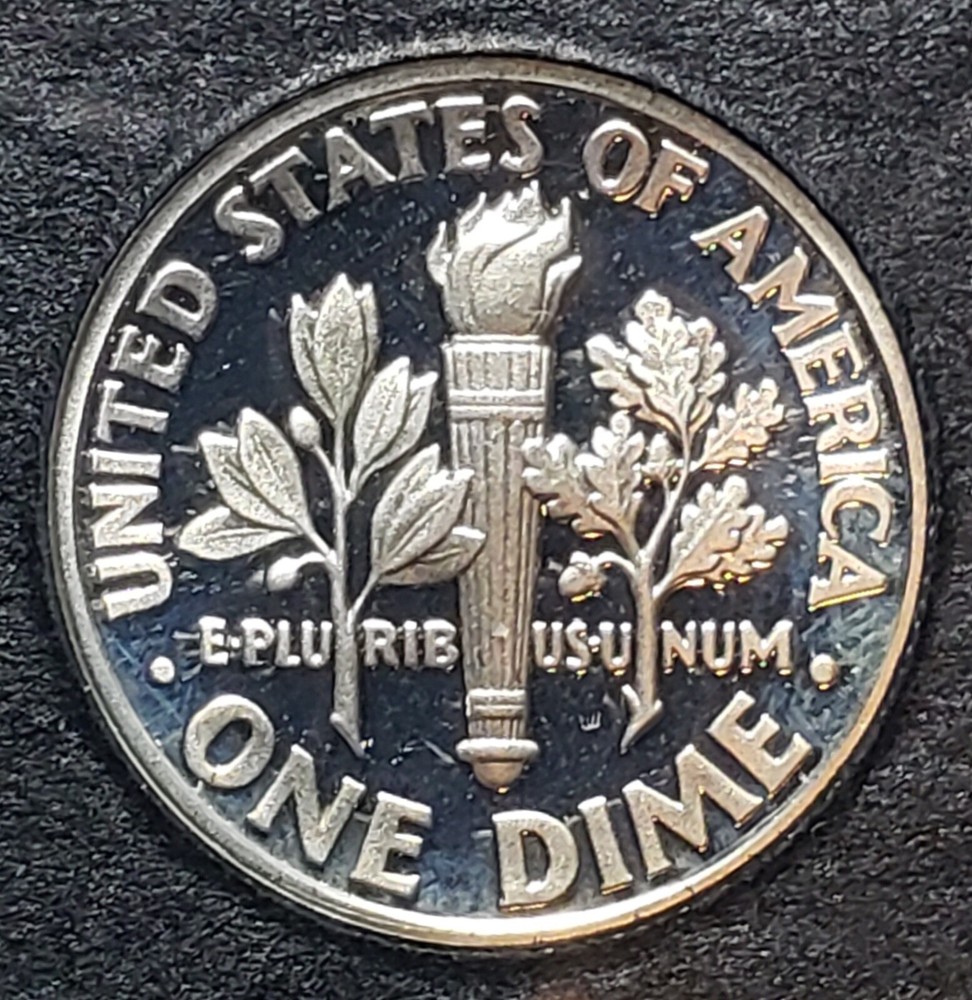 UNITED STATES OF AMERICA
E·PLURIBUS·UNUM
· ONE DIME ·